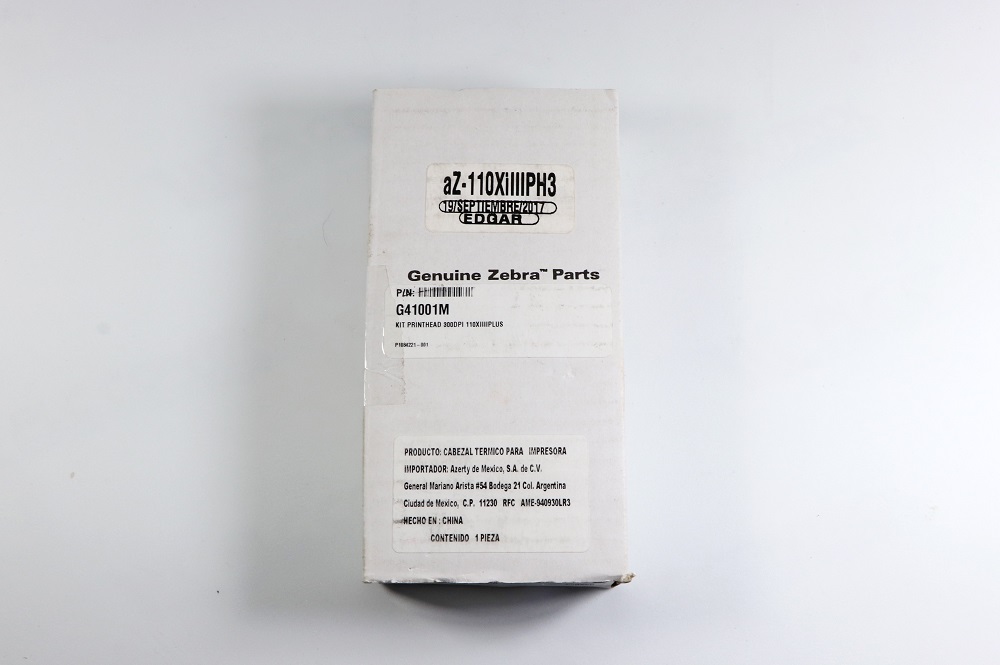 aZ-110XiIIIPH3
19/SEPTIEMBRE/2017
EDGAR
Genuine Zebra™ Parts
P/N:
G41001M
KIT PRINTHEAD 300DPI 110XIIIIPLUS
P1094221-001
PRODUCTO: CABEZAL TERMICO PARA IMPRESORA
IMPORTADOR: Azerty de Mexico, S.A. de C.V.
General Mariano Arista #54 Bodega 21 Col. Argentina
Ciudad de Mexico, C.P. 11230 RFC AME-940930LR3
HECHO EN : CHINA
CONTENIDO 1 PIEZA